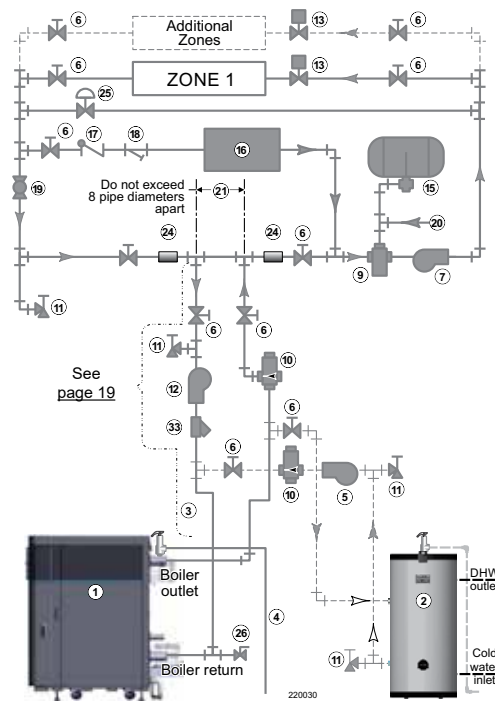 6
Additional
Zones
13
6
6
ZONE 1
13
6
25
6
17
18
16
19
Do not exceed
8 pipe diameters
apart
21
15
20
24
24
6
9
7
11
6
6
11
See
page 19
12
10
33
6
6
10
5
11
3
1
Boiler
outlet
4
2
DHW
outlet
26
11
Boiler return
Cold
water
inlet
220030